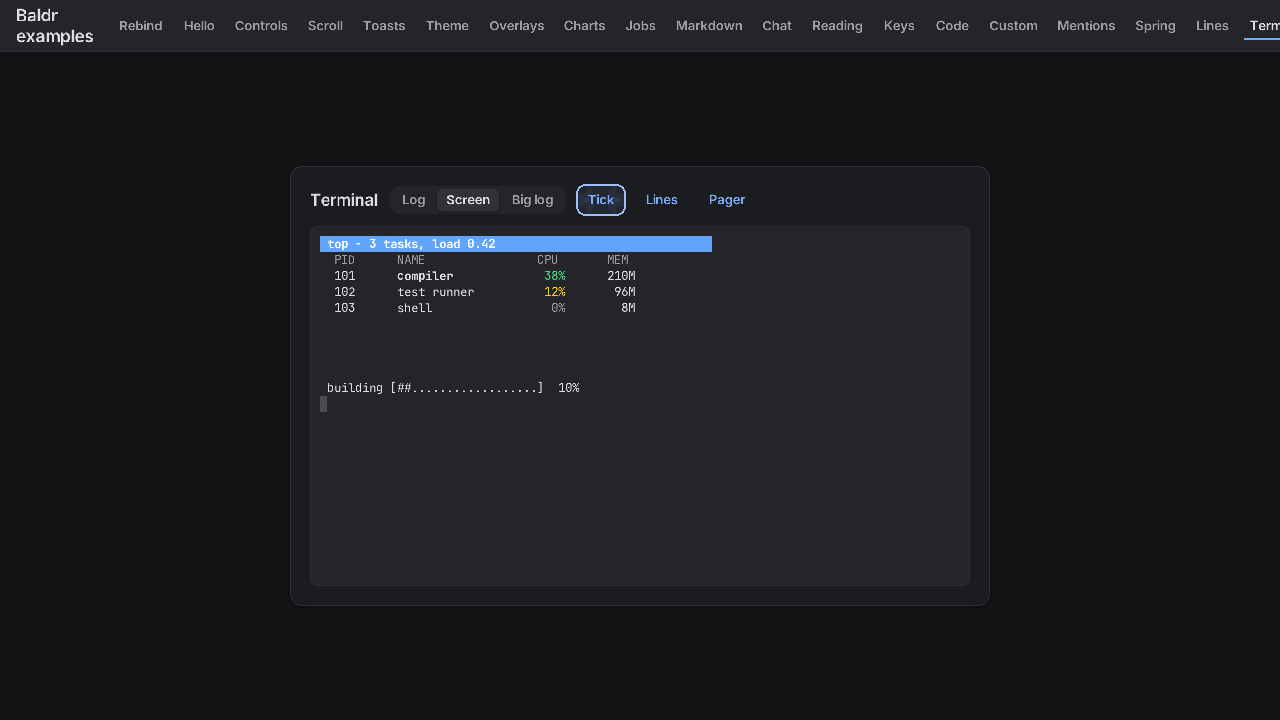 Baldr examples
Rebind Hello Controls Scroll Toasts Theme Overlays Charts Jobs Markdown Chat Reading Keys Code Custom Mentions Spring Lines Term
Terminal Log Screen Big log Tick Lines Pager
top - 3 tasks, load 0.42
PID NAME CPU MEM
101 compiler 38% 210M
102 test runner 12% 96M
103 shell 0% 8M
building [##..................] 10%